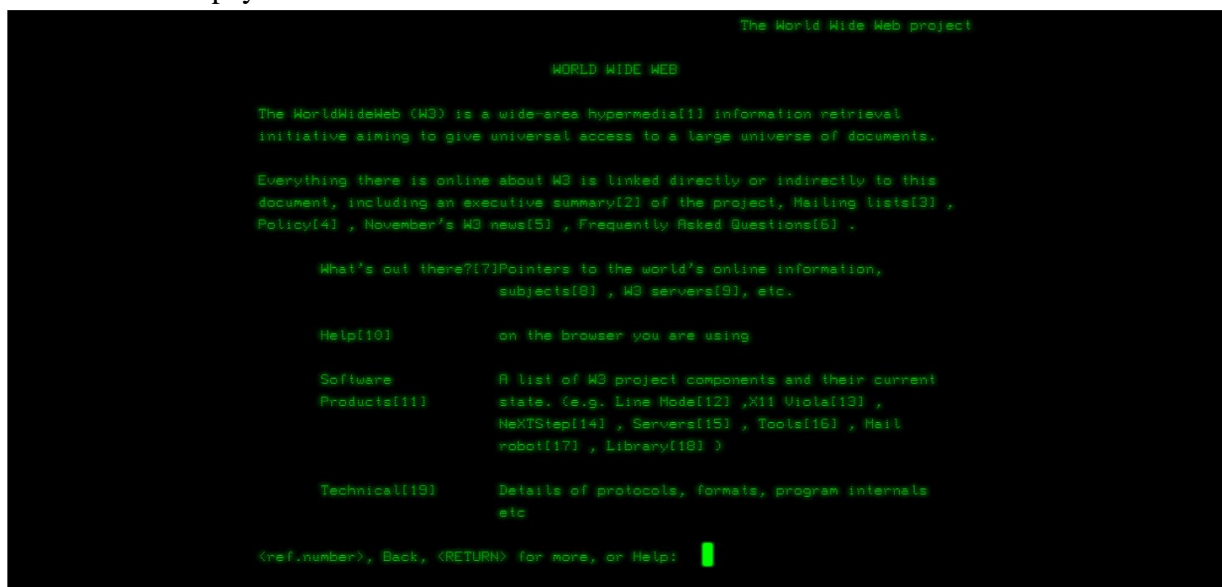 The World Wide Web project
WORLD WIDE WEB
The WorldWideWeb (W3) is a wide-area hypermedia[1] information retrieval
initiative aiming to give universal access to a large universe of documents.
Everything there is online about W3 is linked directly or indirectly to this
document, including an executive summary[2] of the project, Mailing lists[3] ,
Policy[4] , November's W3 news[5] , Frequently Asked Questions[6] .
What's out there?[7]Pointers to the world's online information,
subjects[8] , W3 servers[9], etc.
Help[10] on the browser you are using
Software A list of W3 project components and their current
Products[11] state. (e.g. Line Mode[12] ,X11 Viola[13] ,
NeXTStep[14] , Servers[15] , Tools[16] , Mail
robot[17] , Library[18] )
Technical[19] Details of protocols, formats, program internals
etc
<ref.number>, Back, <RETURN> for more, or Help: